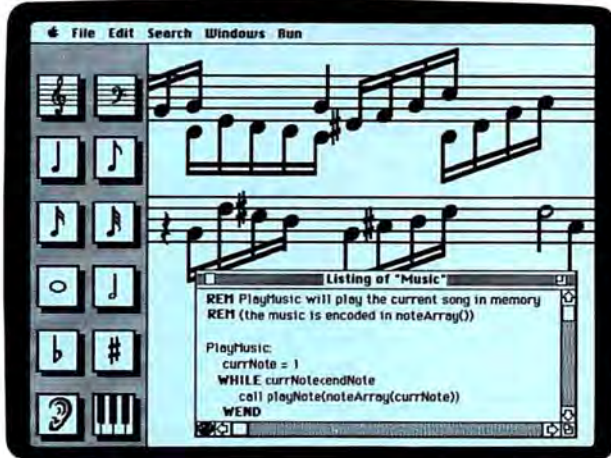 File Edit Search Windows Run
Listing of "Music"
REM PlayMusic will play the current song in memory
REM (the music is encoded in noteArray())
PlayMusic:
currNote = 1
WHILE currNote<endNote
call playNote(noteArray(currNote))
WEND